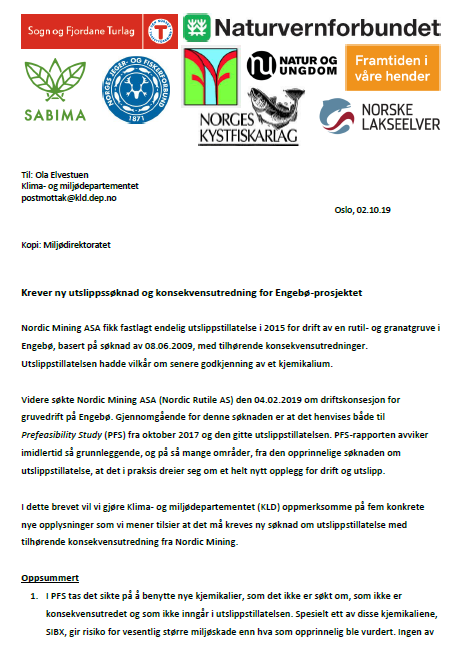 Sogn og Fjordane Turlag
Naturvernforbundet
SABIMA
NORGES JEGER- OG FISKERFORBUND
1871
NATUR OG
UNGDOM
Framtiden i
våre hender
NORGES
KYSTFISKARLAG
NORSKE
LAKSEELVER
Til: Ola Elvestuen
Klima- og miljødepartementet
postmottak@kld.dep.no
Oslo, 02.10.19
Kopi: Miljødirektoratet
Krever ny utslippssøknad og konsekvensutredning for Engebø-prosjektet
Nordic Mining ASA fikk fastlagt endelig utslippstillatelse i 2015 for drift av en rutil- og granatgruve i
Engebø, basert på søknad av 08.06.2009, med tilhørende konsekvensutredninger.
Utslippstillatelsen hadde vilkår om senere godkjenning av et kjemikalium.
Videre søkte Nordic Mining ASA (Nordic Rutile AS) den 04.02.2019 om driftskonsesjon for
gruvedrift på Engebø. Gjennomgående for denne søknaden er at det henvises både til
Prefeasibility Study (PFS) fra oktober 2017 og den gitte utslippstillatelsen. PFS-rapporten avviker
imidlertid så grunnleggende, og på så mange områder, fra den opprinnelige søknaden om
utslippstillatelse, at det i praksis dreier seg om et helt nytt opplegg for drift og utslipp.
I dette brevet vil vi gjøre Klima- og miljødepartementet (KLD) oppmerksomme på fem konkrete
nye opplysninger som vi mener tilsier at det må kreves ny søknad om utslippstillatelse med
tilhørende konsekvensutredning fra Nordic Mining.
Oppsummert
1. I PFS tas det sikte på å benytte nye kjemikalier, som det ikke er søkt om, som ikke er
konsekvensutredet og som ikke inngår i utslippstillatelsen. Spesielt ett av disse kjemikaliene,
SIBX, gir risiko for vesentlig større miljøskade enn hva som opprinnelig ble vurdert. Ingen av